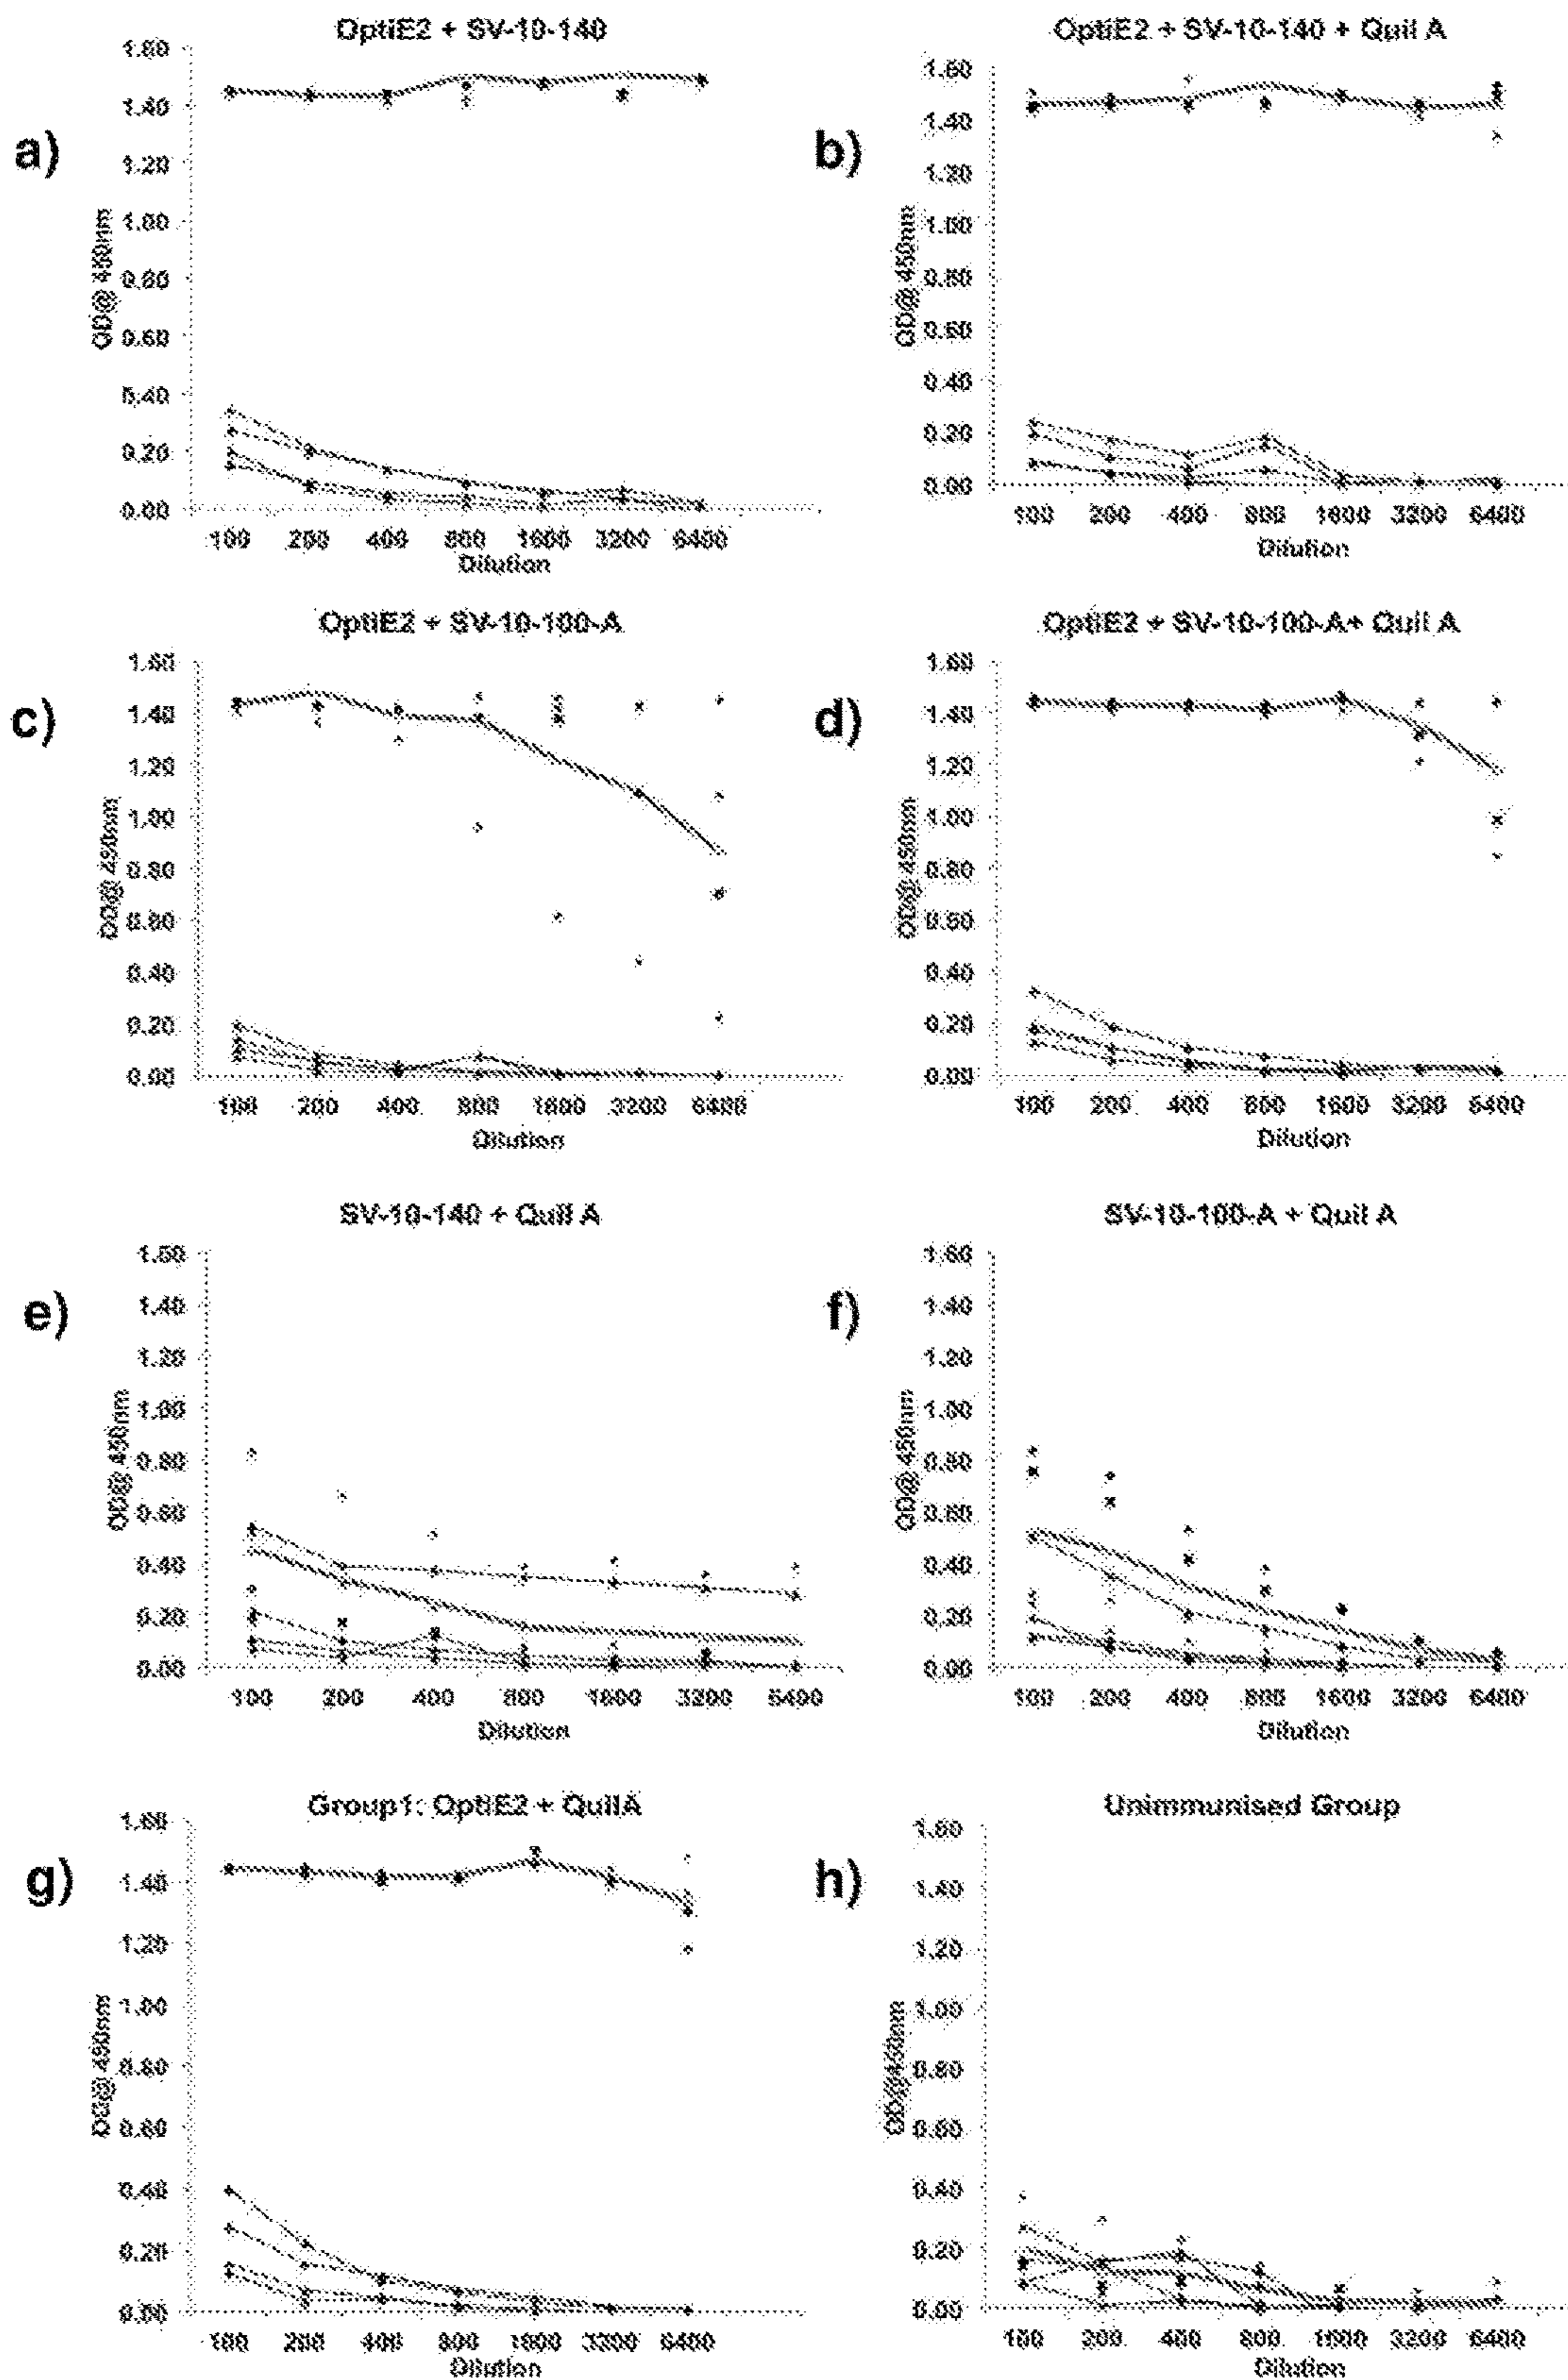 a)
OptiE2 + SV-10-140
1.60
1.40
1.20
1.00
0.80
0.60
0.40
0.20
0.00
OD@ 450nm
100 200 400 800 1600 3200 6400
Dilution
b)
OptiE2 + SV-10-140 + Quil A
1.60
1.40
1.20
1.00
0.80
0.60
0.40
0.20
0.00
OD@ 450nm
100 200 400 800 1600 3200 6400
Dilution
c)
OptiE2 + SV-10-100-A
1.60
1.40
1.20
1.00
0.80
0.60
0.40
0.20
0.00
OD@ 450nm
100 200 400 800 1600 3200 6400
Dilution
d)
OptiE2 + SV-10-100-A+ Quil A
1.60
1.40
1.20
1.00
0.80
0.60
0.40
0.20
0.00
OD@ 450nm
100 200 400 800 1600 3200 6400
Dilution
e)
SV-10-140 + Quil A
1.60
1.40
1.20
1.00
0.80
0.60
0.40
0.20
0.00
OD@ 450nm
100 200 400 800 1600 3200 6400
Dilution
f)
SV-10-100-A + Quil A
1.60
1.40
1.20
1.00
0.80
0.60
0.40
0.20
0.00
OD@ 450nm
100 200 400 800 1600 3200 6400
Dilution
g)
Group1: OptiE2 + QuilA
1.60
1.40
1.20
1.00
0.80
0.60
0.40
0.20
0.00
OD@ 450nm
100 200 400 800 1600 3200 6400
Dilution
h)
Unimmunised Group
1.60
1.40
1.20
1.00
0.80
0.60
0.40
0.20
0.00
OD@450nm
100 200 400 800 1600 3200 6400
Dilution